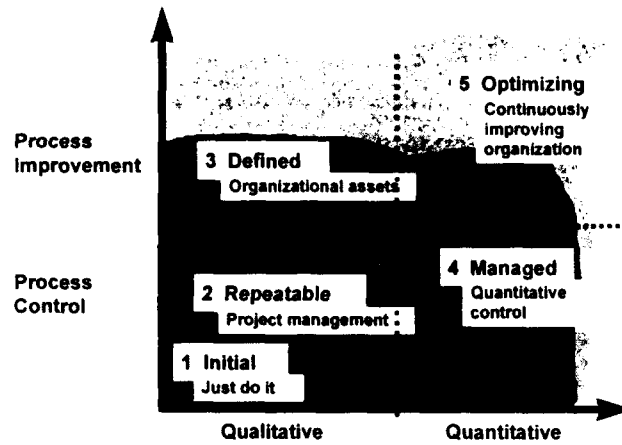 5 Optimizing
Continuously
improving
organization
Process
Improvement
3 Defined
Organizational assets
Process
Control
4 Managed
Quantitative
control
2 Repeatable
Project management
1 Initial
Just do it
Qualitative
Quantitative